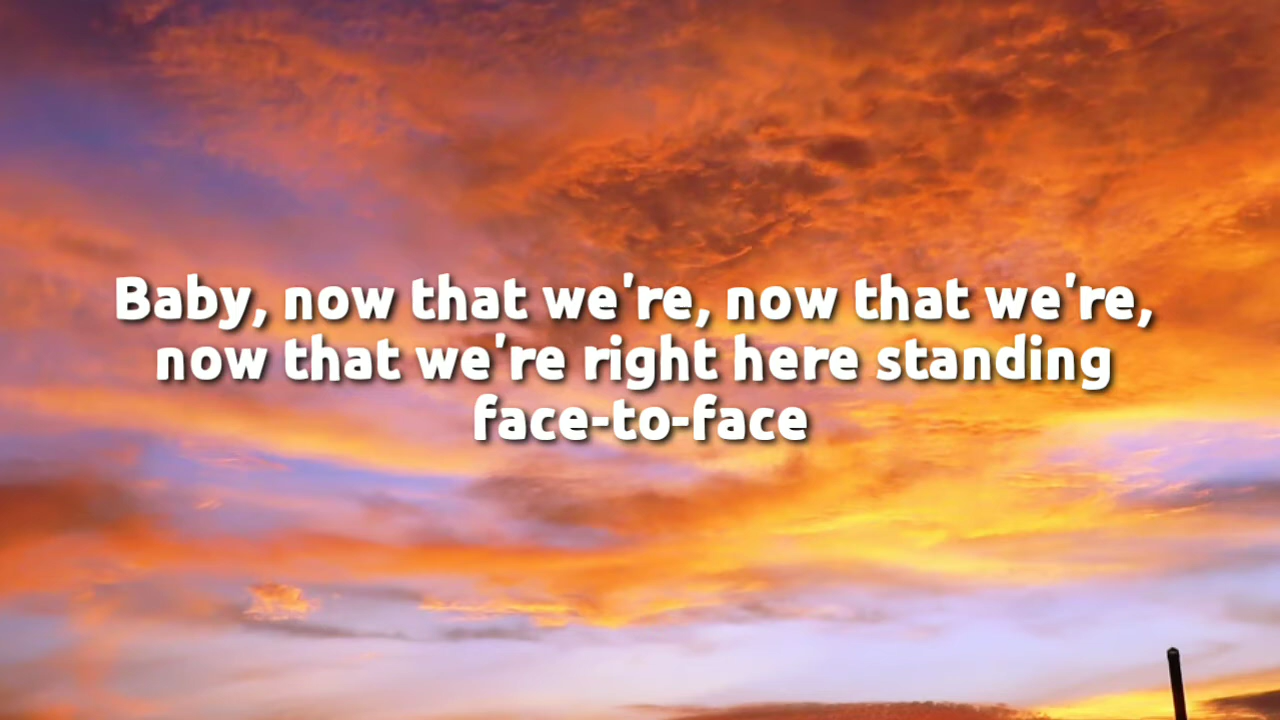 Baby, now that we're, now that we're,
now that we're right here standing
face-to-face